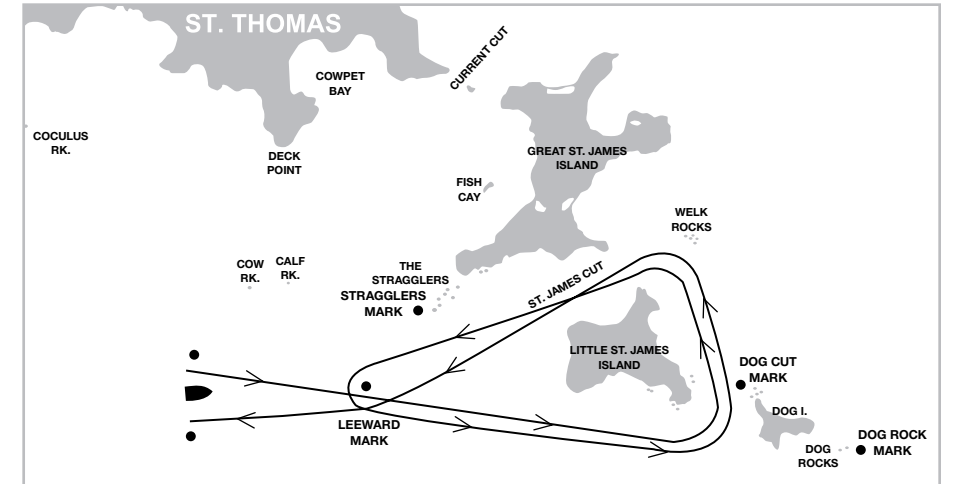 ST. THOMAS
CURRENT CUT
COWPET
BAY
COCULUS
RK.
DECK
POINT
GREAT ST. JAMES
ISLAND
FISH
CAY
WELK
ROCKS
COW
RK.
CALF
RK.
THE
STRAGGLERS
STRAGGLERS
MARK
ST. JAMES CUT
LITTLE ST. JAMES
ISLAND
DOG CUT
MARK
DOG I.
LEEWARD
MARK
DOG
ROCKS
DOG ROCK
MARK